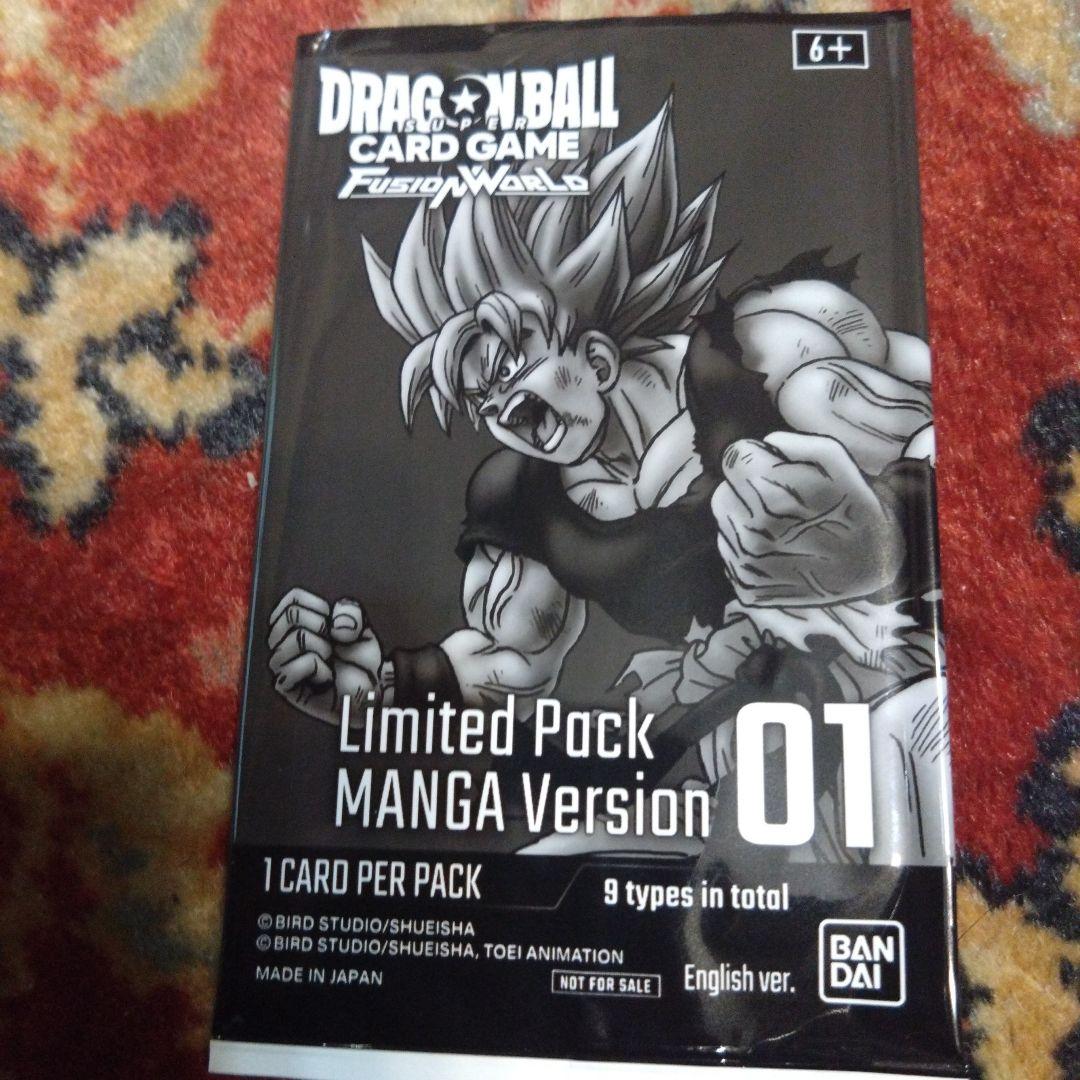 6+
DRAGON BALL
SUPER
CARD GAME
FUSION WORLD
Limited Pack
MANGA Version 01
1 CARD PER PACK
9 types in total
©BIRD STUDIO/SHUEISHA
©BIRD STUDIO/SHUEISHA, TOEI ANIMATION
MADE IN JAPAN
NOT FOR SALE
English ver.
BAN
DAI